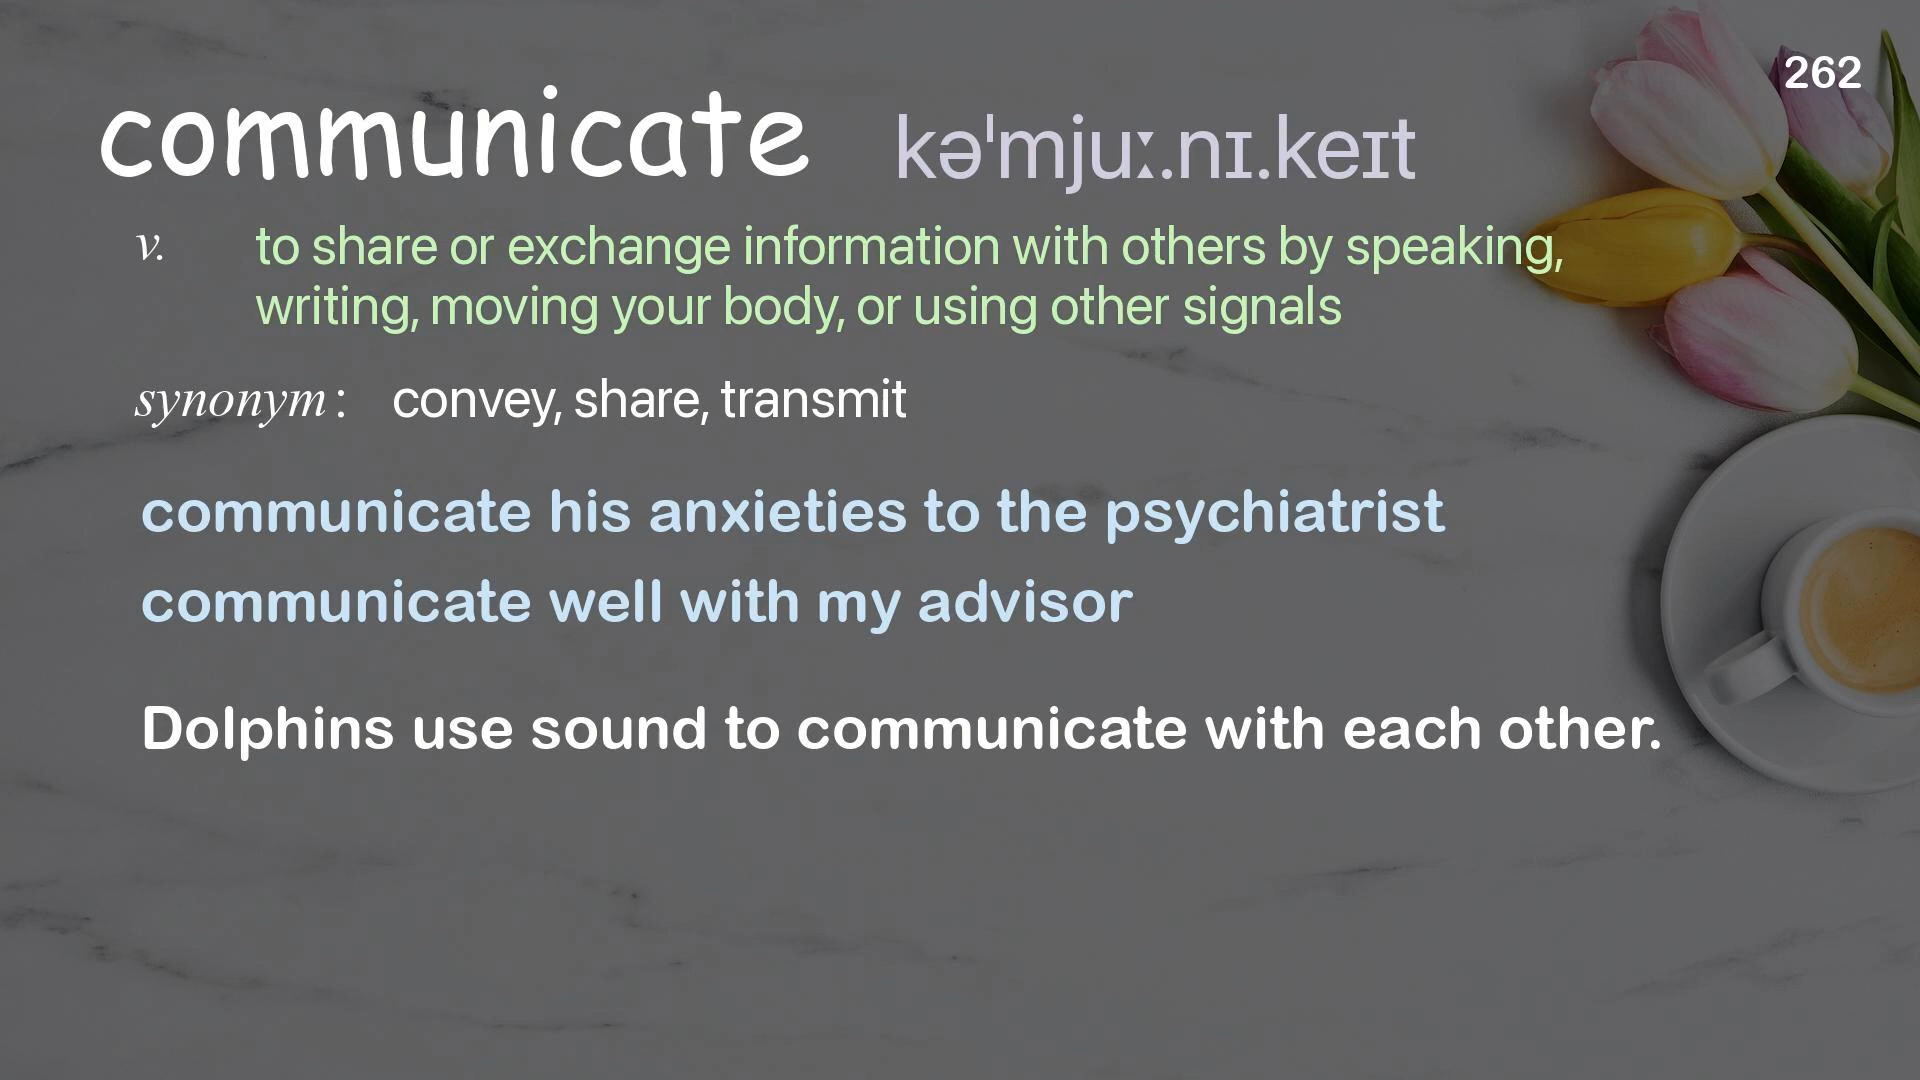 262
communicate kəˈmjuː.nɪ.keɪt
v. to share or exchange information with others by speaking,
writing, moving your body, or using other signals
synonym : convey, share, transmit
communicate his anxieties to the psychiatrist
communicate well with my advisor
Dolphins use sound to communicate with each other.